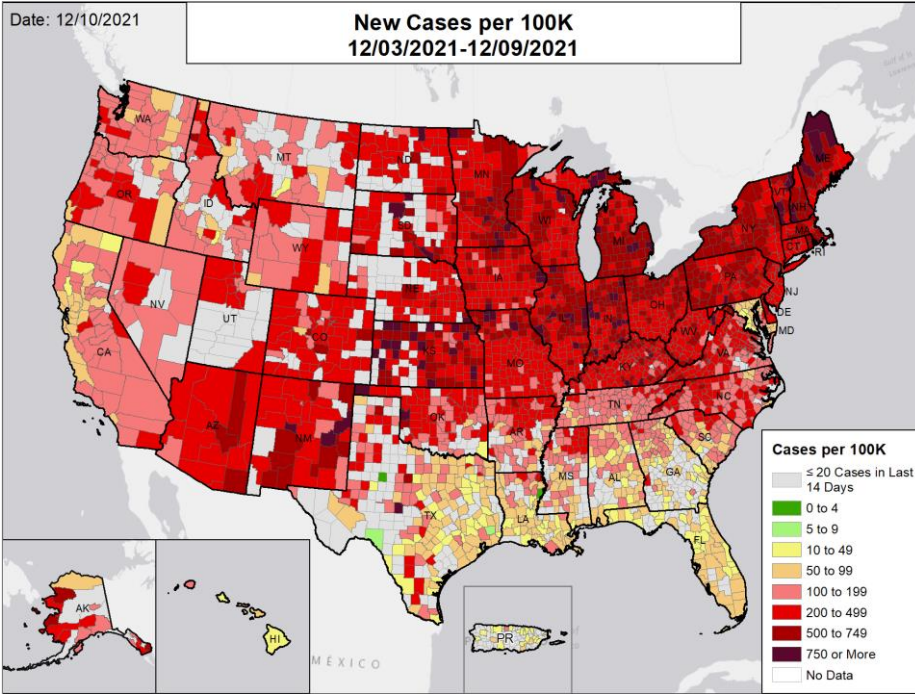 Date: 12/10/2021
New Cases per 100K
12/03/2021-12/09/2021
WA
MT
ND
MN
ME
OR
ID
SD
WI
VT
NH
WY
MI
NY
MA
CT
RI
NV
UT
NE
IA
PA
NJ
CA
CO
KS
MO
IL
IN
OH
WV
DE
MD
KY
VA
AZ
NM
OK
AR
TN
NC
SC
TX
LA
MS
AL
GA
FL
AK
HI
PR
MÉXICO
Cases per 100K
≤ 20 Cases in Last
14 Days
0 to 4
5 to 9
10 to 49
50 to 99
100 to 199
200 to 499
500 to 749
750 or More
No Data